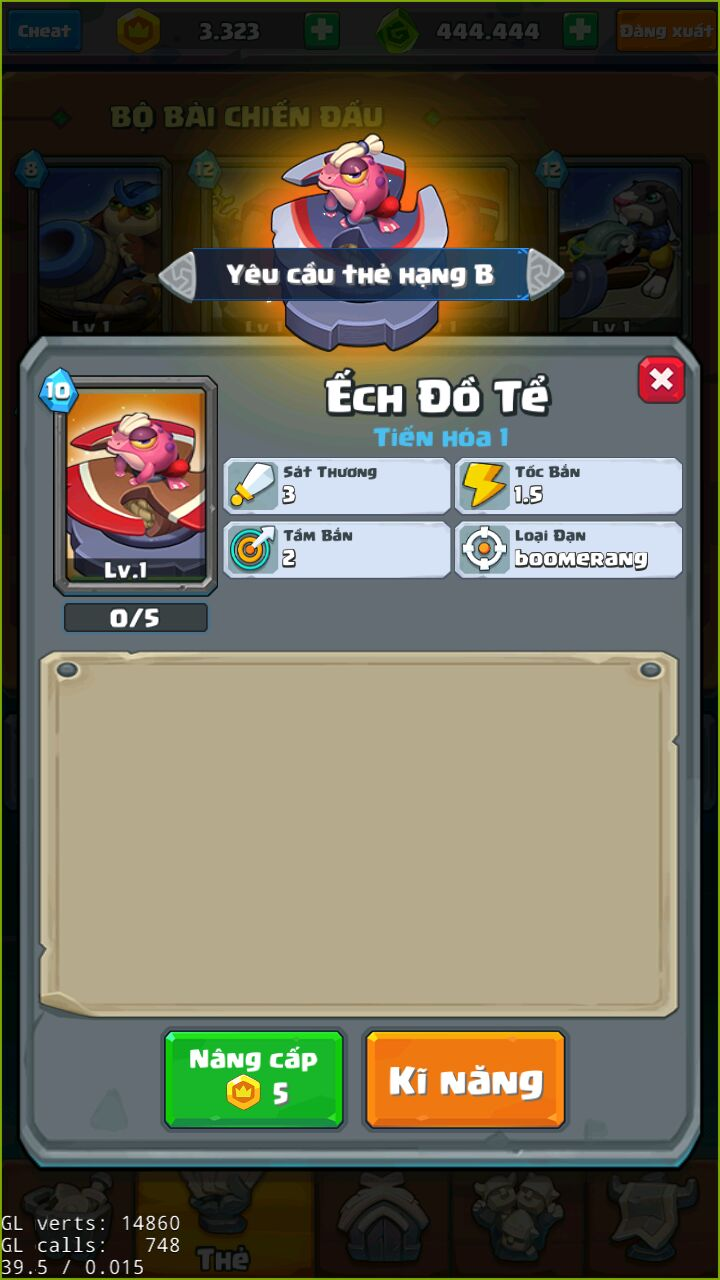 Cheat
3.323
444.444
Đăng xuất
BỘ BÀI CHIẾN ĐẤU
8
12
12
Yêu cầu thẻ hạng B
Lv 1
Lv 1
Lv 1
10
Ếch Đồ Tể
Tiến Hóa 1
Sát Thương
3
Tốc Bắn
1.5
Tầm Bắn
2
Loại Đạn
boomerang
Lv.1
0/5
Nâng cấp
5
Kĩ năng
Thẻ
GL verts: 14860
GL calls: 748
39.5 / 0.015